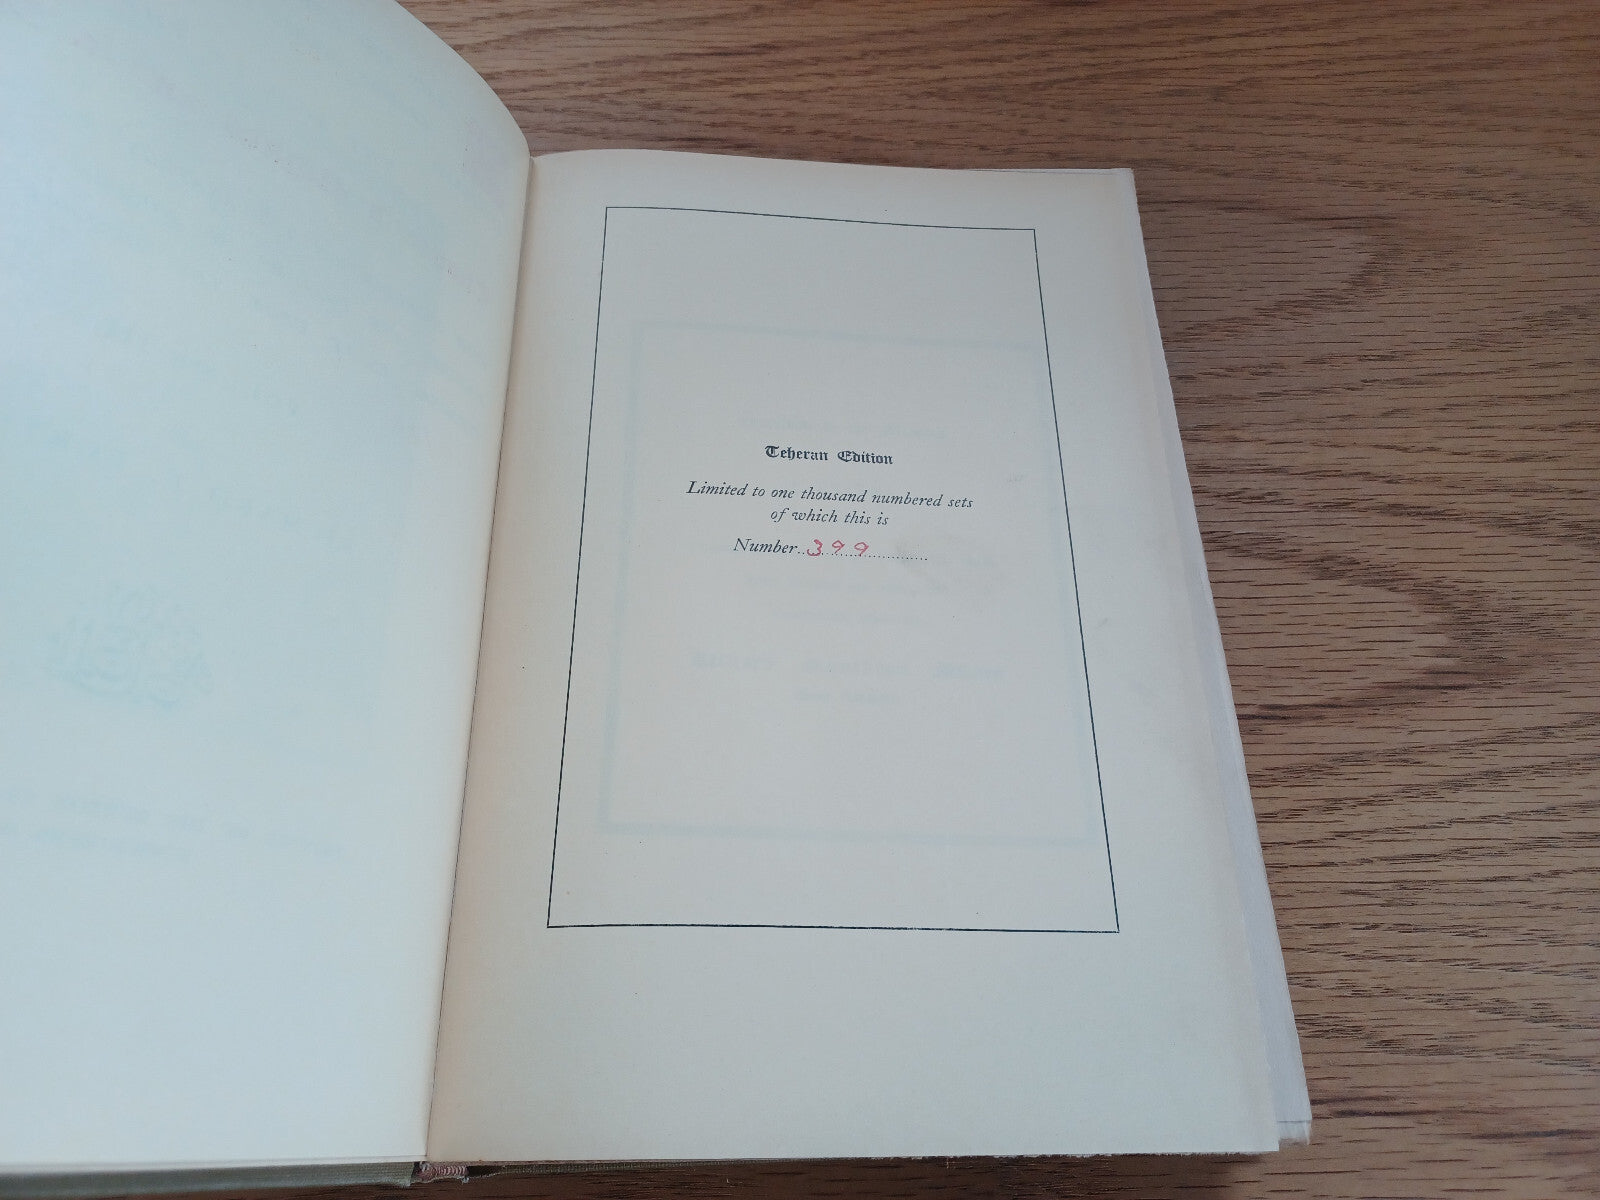 Teheran Edition
Limited to one thousand numbered sets
of which this is
Number..399..............